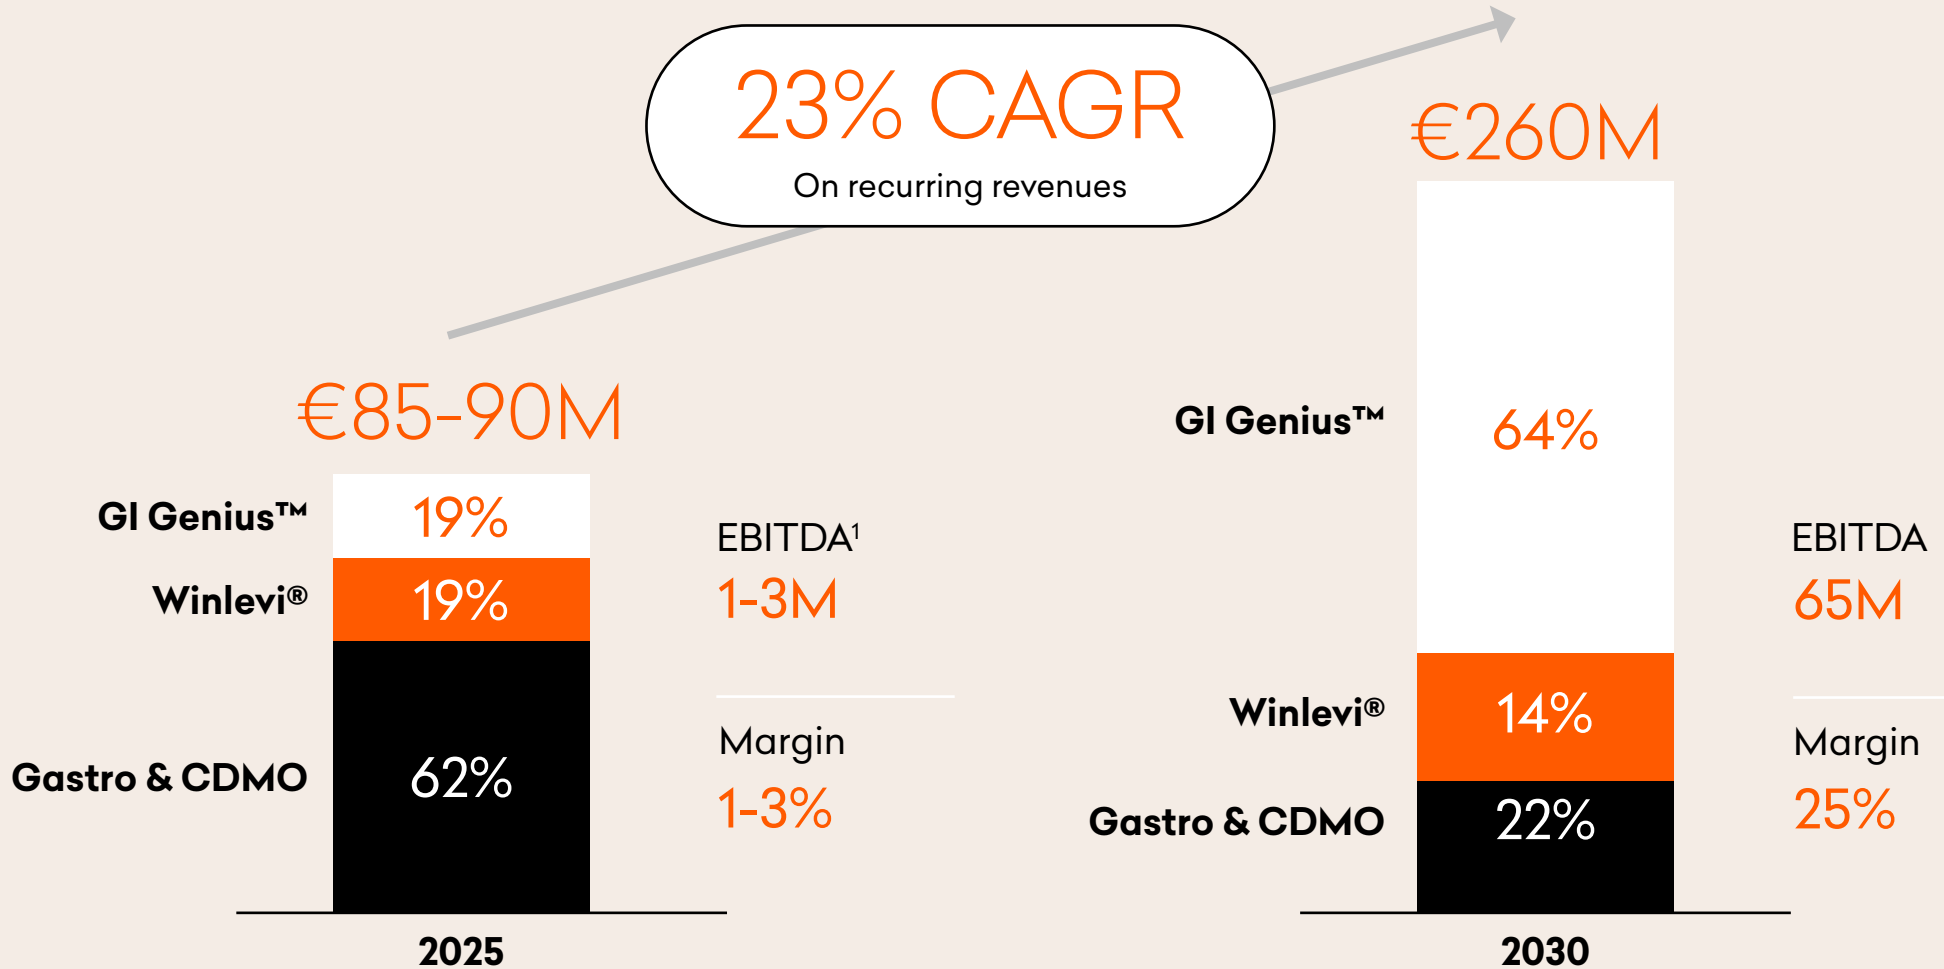 23% CAGR
On recurring revenues
€85-90M
GI Genius™ 19%
Winlevi® 19%
Gastro & CDMO 62%
2025
EBITDA¹
1-3M
Margin
1-3%
€260M
GI Genius™ 64%
Winlevi® 14%
Gastro & CDMO 22%
2030
EBITDA
65M
Margin
25%